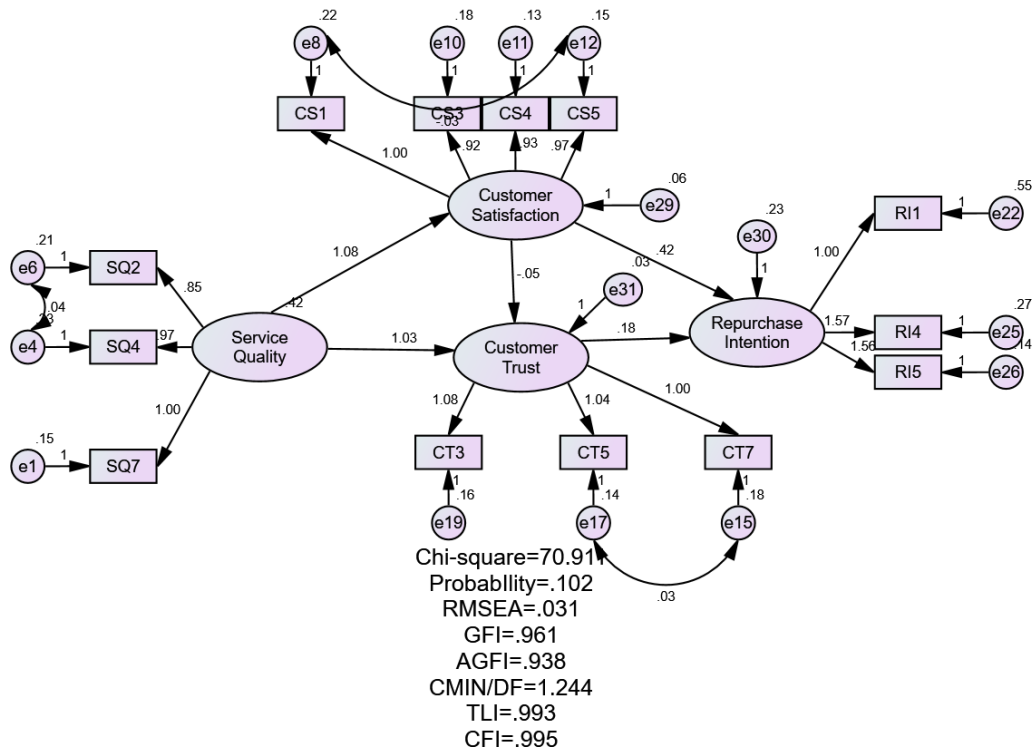 .22
.18
.13
.15
e8
e10
e11
e12
1
1
1
1
CS1
CS3
CS4
CS5
-.03
1.00
.92
.93
.97
Customer
Satisfaction
1
e29
.06
.55
RI1
1
e22
.23
e30
1
1.00
.21
e6
1
SQ2
1.08
.42
-.05
.03
e31
1
.85
.04
e4
1
SQ4
.97
.42
Service
Quality
1.03
Customer
Trust
.18
Repurchase
Intention
1.57
RI4
1
e25
.27
1.56
RI5
1
e26
.14
1.00
.15
e1
1
SQ7
1.08
1.04
1.00
CT3
CT5
CT7
1
1
1
.16
.14
.18
e19
e17
e15
.03
Chi-square=70.911
ProbabIlity=.102
RMSEA=.031
GFI=.961
AGFI=.938
CMIN/DF=1.244
TLI=.993
CFI=.995